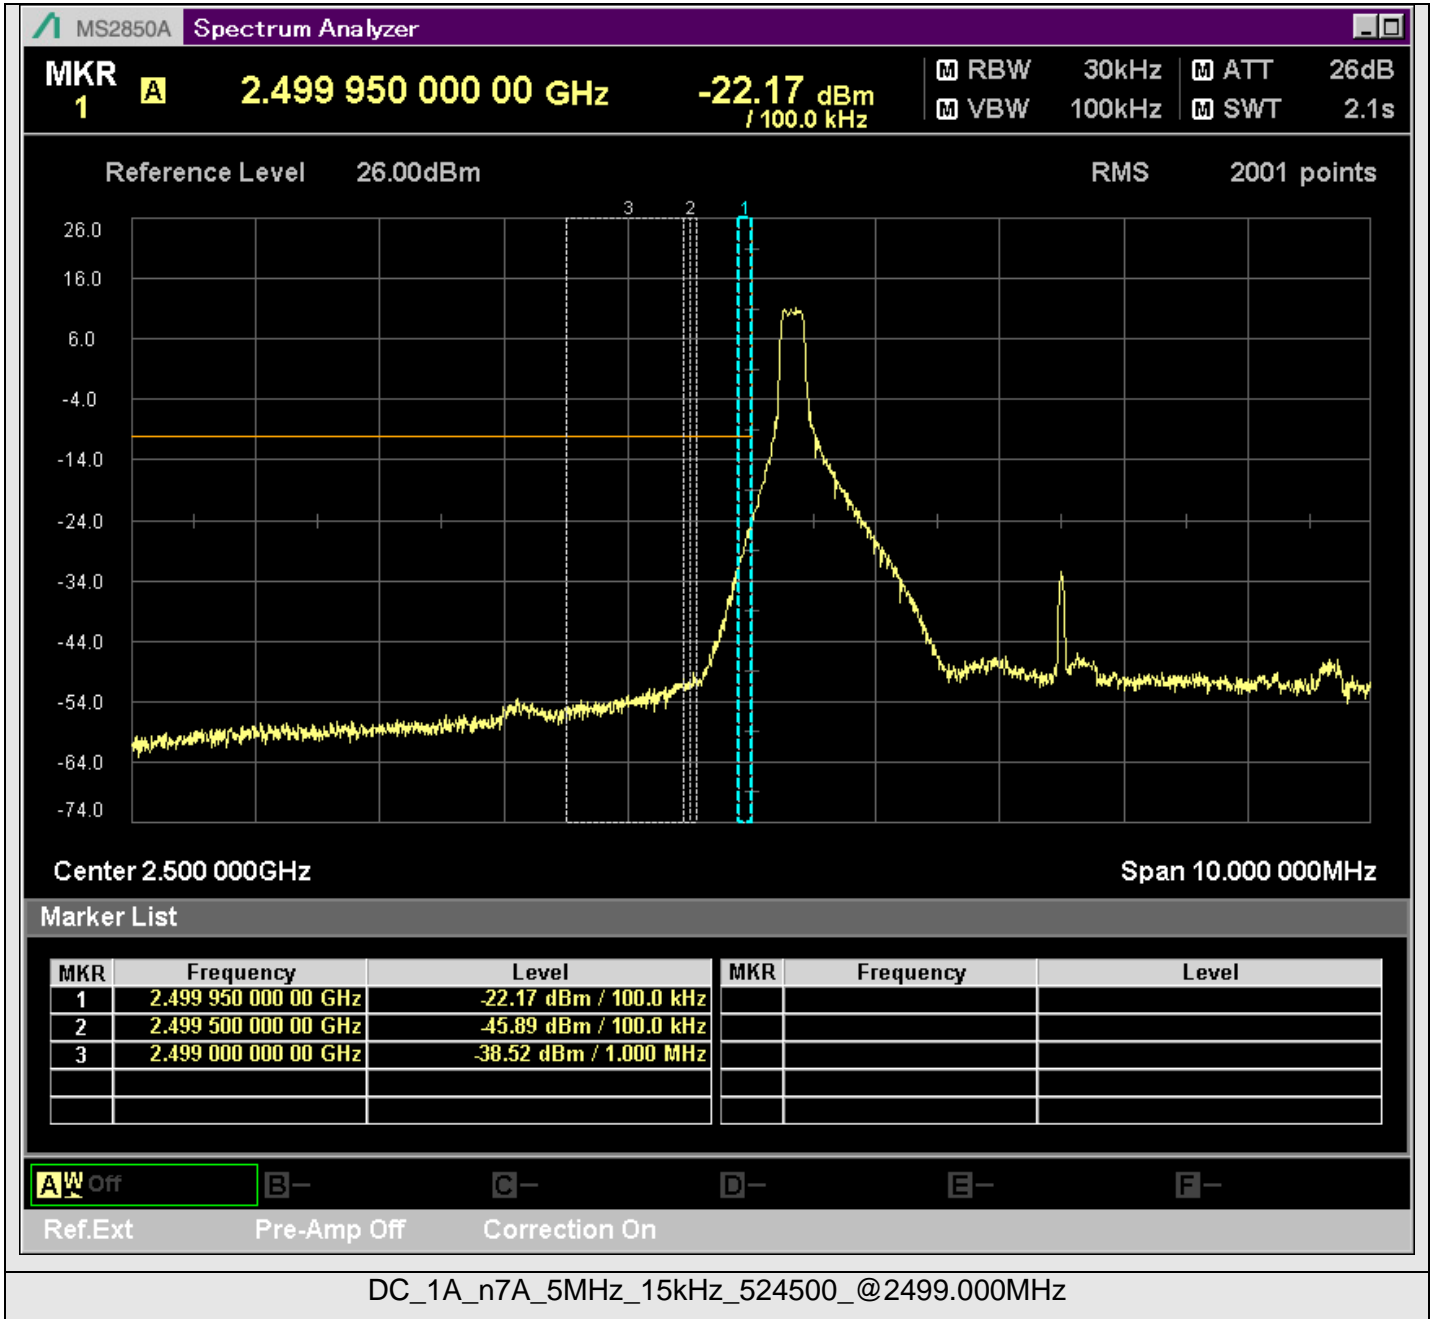 MS2850A Spectrum Analyzer
MKR 1 A 2.499 950 000 00 GHz -22.17 dBm / 100.0 kHz
M RBW 30kHz M ATT 26dB
M VBW 100kHz M SWT 2.1s
Reference Level 26.00dBm RMS 2001 points
3 2 1
26.0
16.0
6.0
-4.0
-14.0
-24.0
-34.0
-44.0
-54.0
-64.0
-74.0
Center 2.500 000GHz Span 10.000 000MHz
Marker List
MKR Frequency Level MKR Frequency Level
1 2.499 950 000 00 GHz -22.17 dBm / 100.0 kHz
2 2.499 500 000 00 GHz -45.89 dBm / 100.0 kHz
3 2.499 000 000 00 GHz -38.52 dBm / 1.000 MHz
A W Off B - C - D - E - F -
Ref.Ext Pre-Amp Off Correction On
DC_1A_n7A_5MHz_15kHz_524500_@2499.000MHz